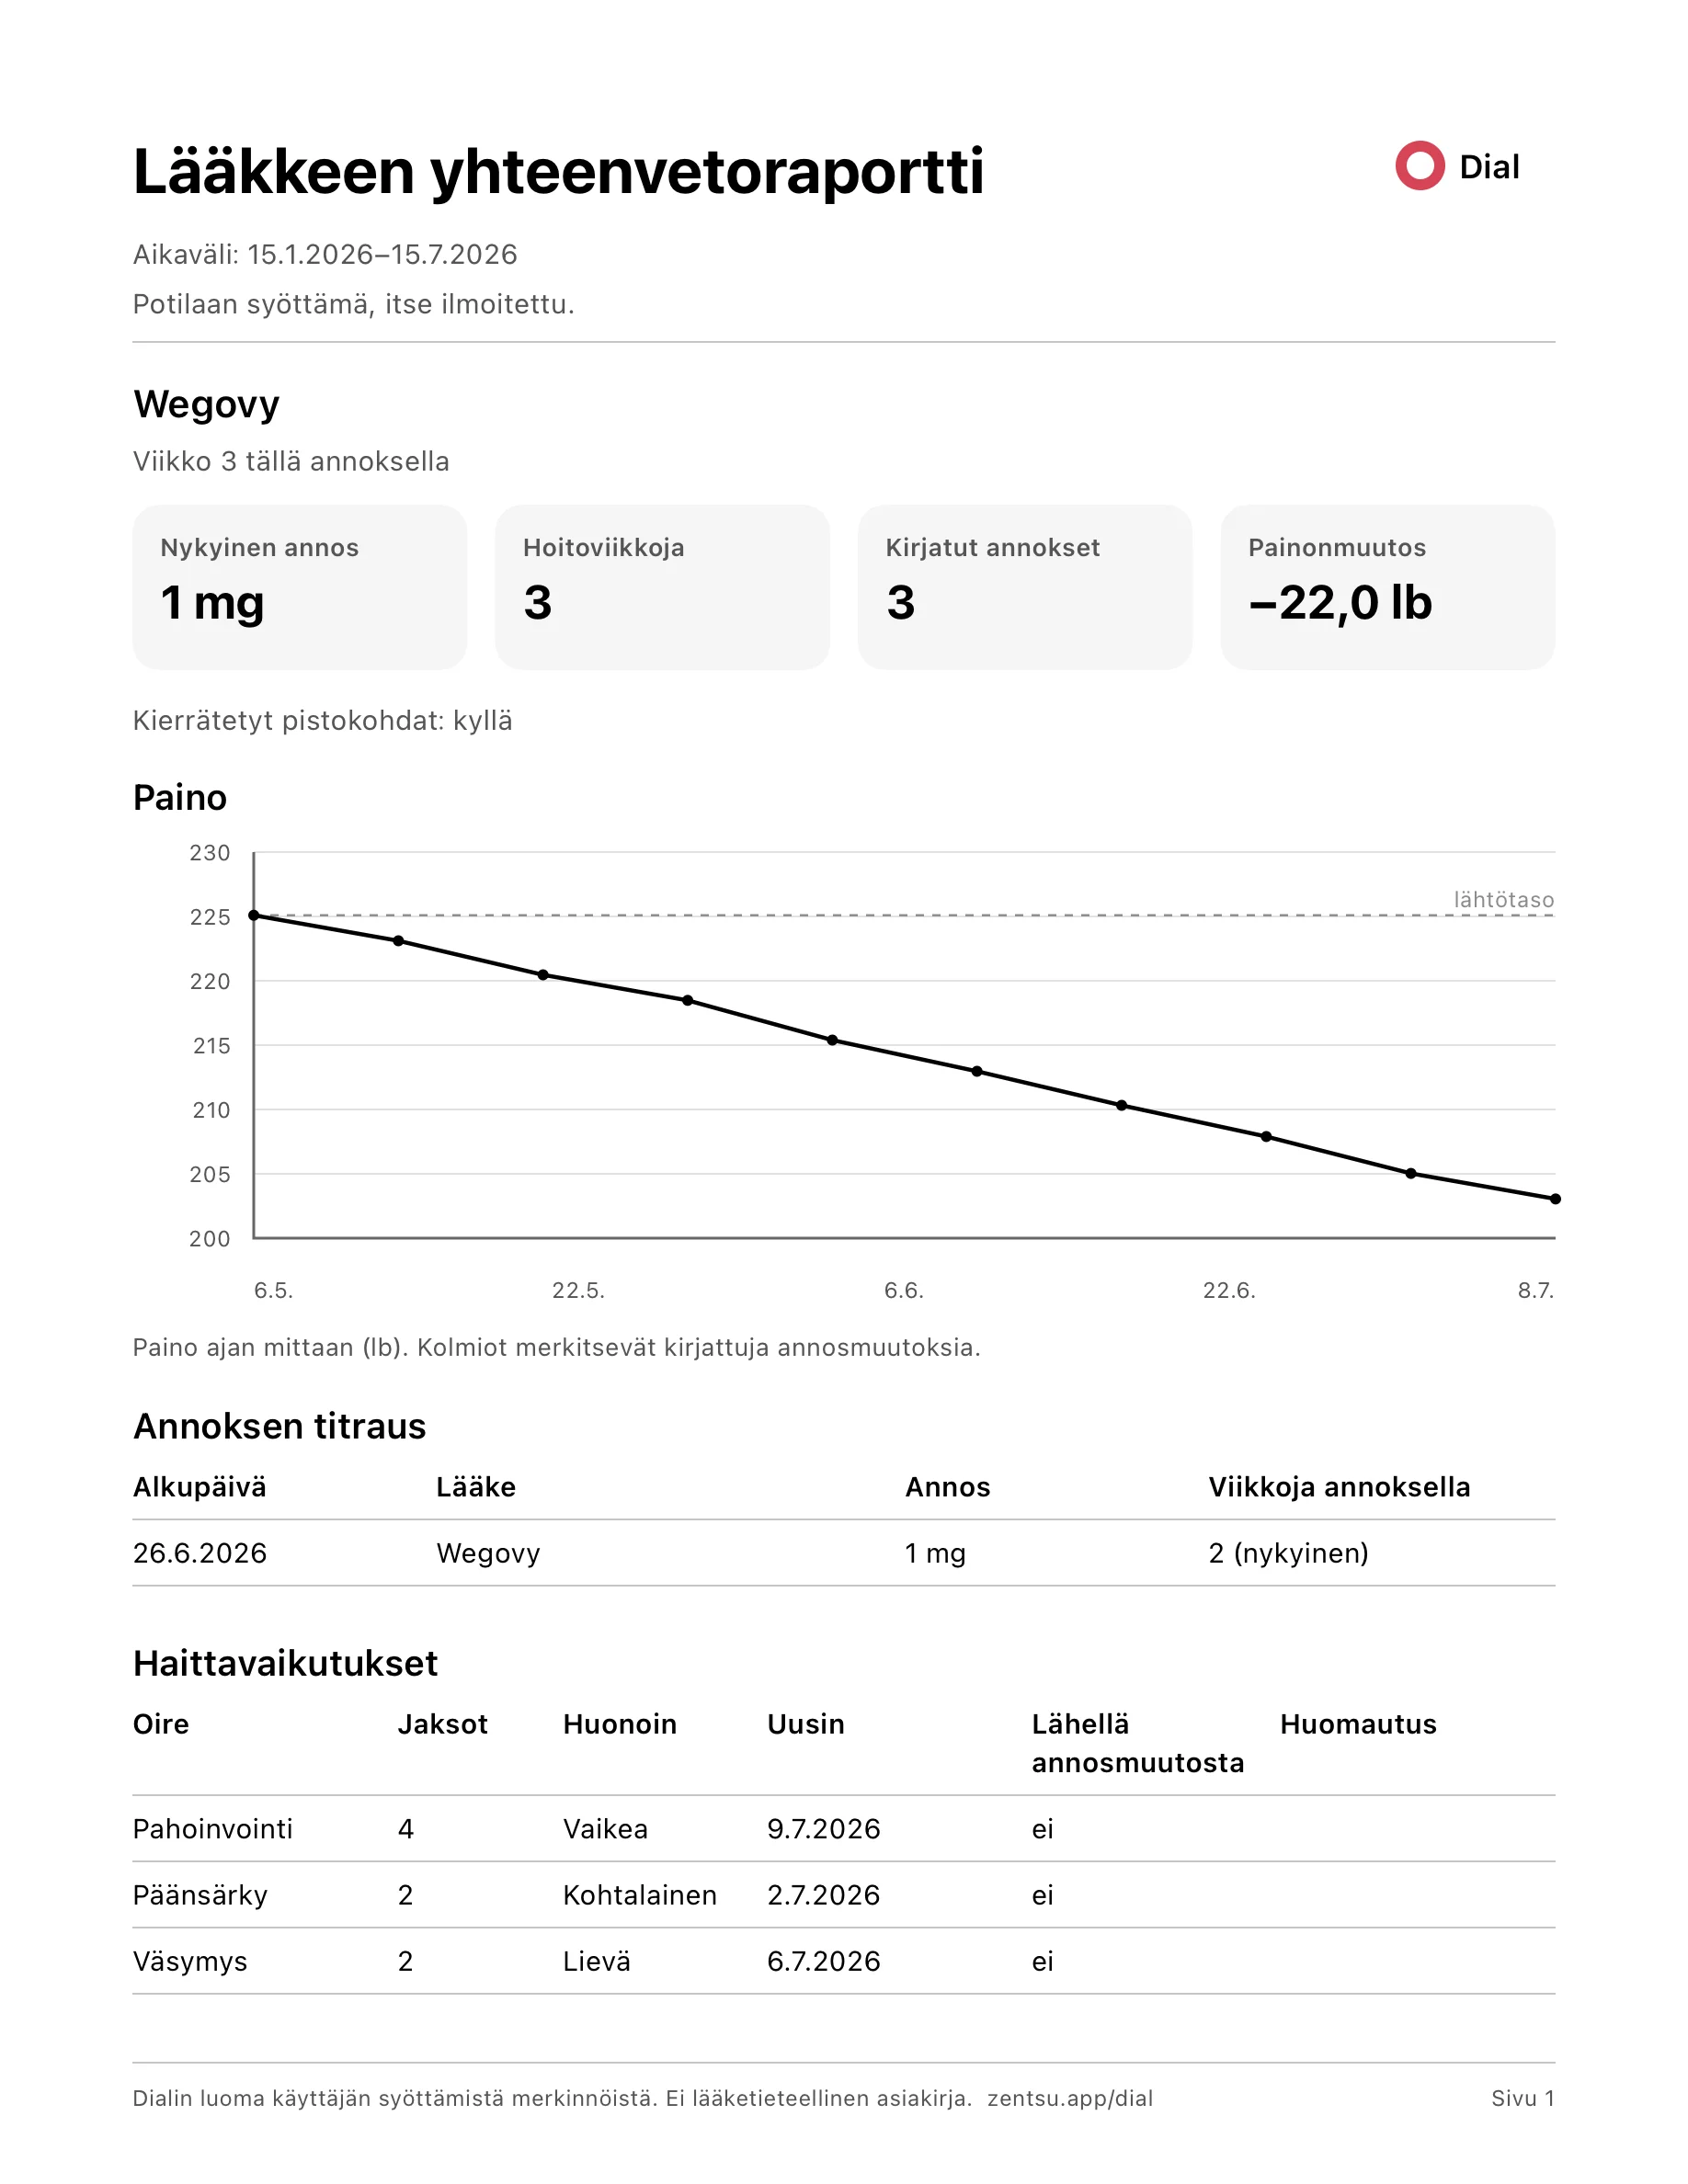 Lääkkeen yhteenvetoraportti
Dial
Aikaväli: 15.1.2026–15.7.2026
Potilaan syöttämä, itse ilmoitettu.
Wegovy
Viikko 3 tällä annoksella
Nykyinen annos
1 mg
Hoitoviikkoja
3
Kirjatut annokset
3
Painonmuutos
−22,0 lb
Kierrätetyt pistokohdat: kyllä
Paino
230
lähtötaso
225
220
215
210
205
200
6.5. 22.5. 6.6. 22.6. 8.7.
Paino ajan mittaan (lb). Kolmiot merkitsevät kirjattuja annosmuutoksia.
Annoksen titraus
Alkupäivä Lääke Annos Viikkoja annoksella
26.6.2026 Wegovy 1 mg 2 (nykyinen)
Haittavaikutukset
Oire Jaksot Huonoin Uusin Lähellä annosmuutosta Huomautus
Pahoinvointi 4 Vaikea 9.7.2026 ei
Päänsärky 2 Kohtalainen 2.7.2026 ei
Väsymys 2 Lievä 6.7.2026 ei
Dialin luoma käyttäjän syöttämistä merkinnöistä. Ei lääketieteellinen asiakirja. zentsu.app/dial Sivu 1